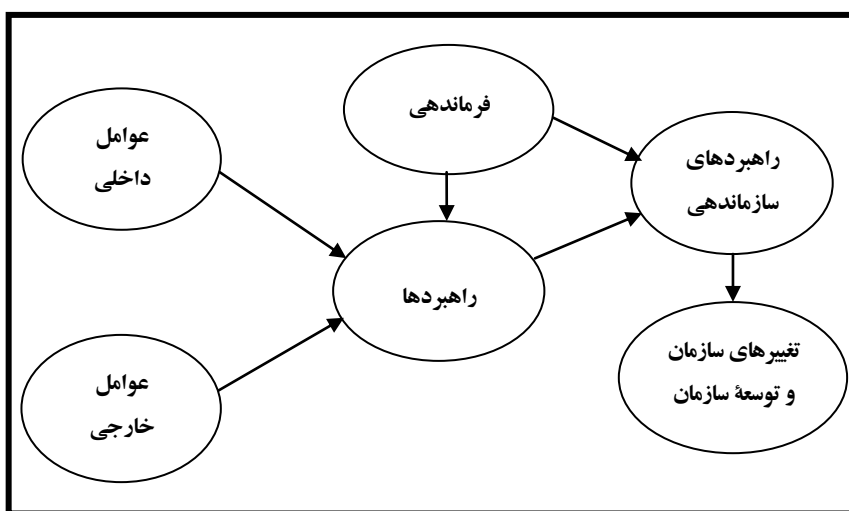 فرماندهی
راهبردهای
سازماندهی
عوامل
داخلی
راهبردها
تغییرهای سازمان
و توسعهٔ سازمان
عوامل
خارجی